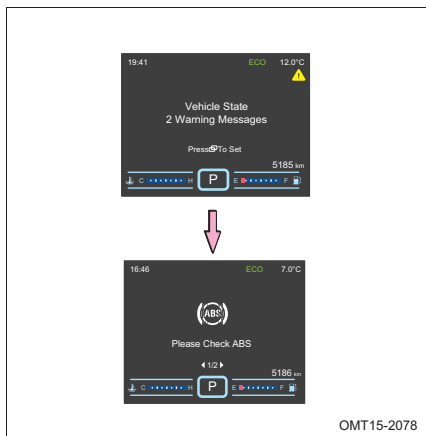 19:41 ECO 12.0°C
Vehicle State
2 Warning Messages
Press To Set
5185 km
C H P E F
16:46 ECO 7.0°C
(ABS)
Please Check ABS
1/2
5186 km
C H P E F
OMT15-2078